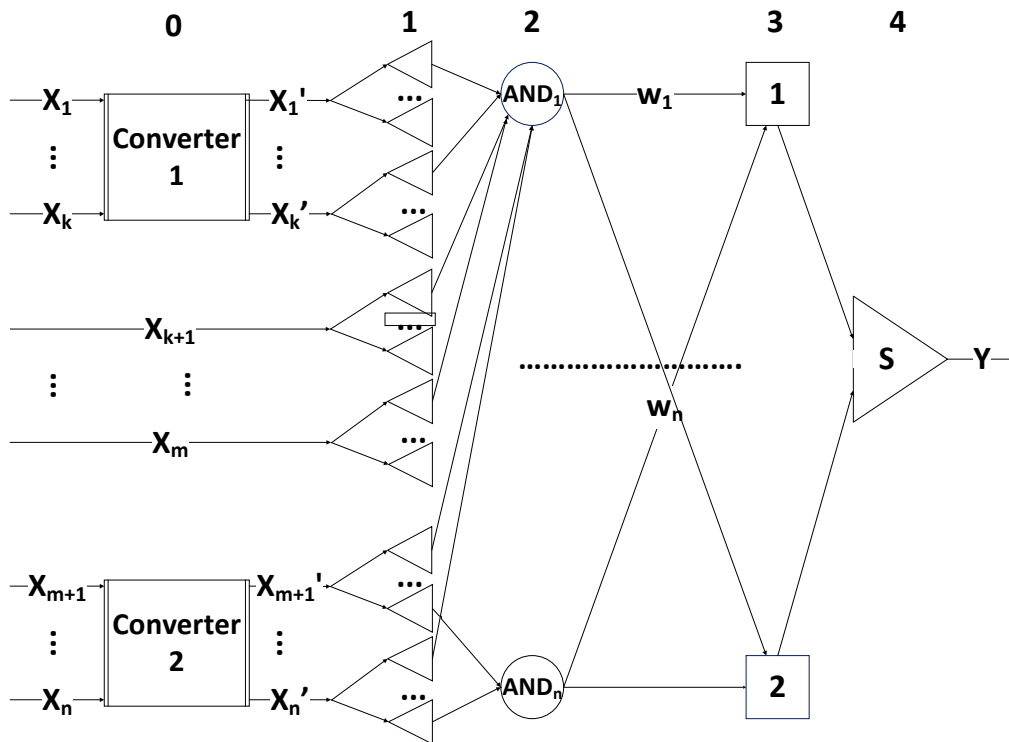 0 1 2 3 4
X₁ X₁' ... AND₁ w₁ 1
⋮ Converter 1 ⋮ ...
Xₖ Xₖ' ...
Xₖ₊₁ ...
⋮ ⋮ ........................ S Y
wₙ
Xₘ ...
Xₘ₊₁ Xₘ₊₁' ...
⋮ Converter 2 ⋮
Xₙ Xₙ' ... ANDₙ 2